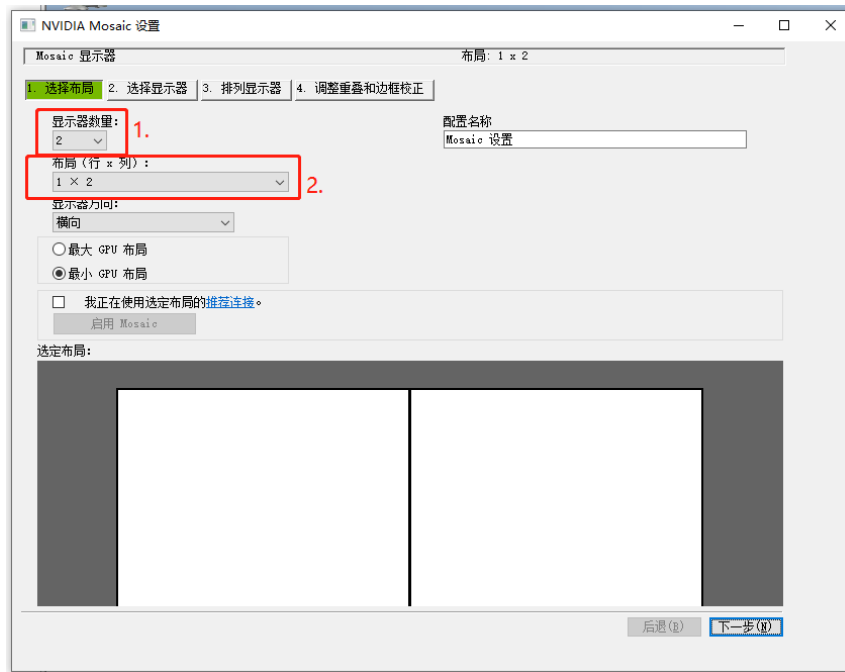 NVIDIA Mosaic 设置
Mosaic 显示器 布局: 1 x 2
1. 选择布局 2. 选择显示器 3. 排列显示器 4. 调整重叠和边框校正
显示器数量:
1.
2
配置名称
Mosaic 设置
布局（行 x 列）:
1 × 2
2.
显示器方向:
横向
最大 GPU 布局
最小 GPU 布局
我正在使用选定布局的推荐连接。
启用 Mosaic
选定布局:
后退(B) 下一步(N)